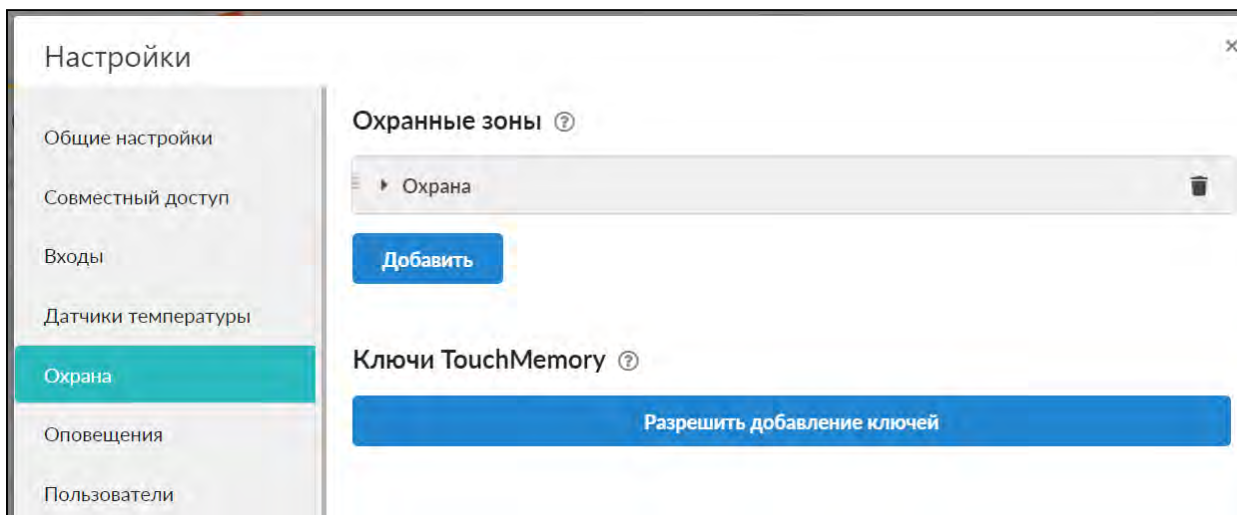 Настройки
Общие настройки
Совместный доступ
Входы
Датчики температуры
Охрана
Оповещения
Пользователи
Охранные зоны ?
Охрана
Добавить
Ключи TouchMemory ?
Разрешить добавление ключей